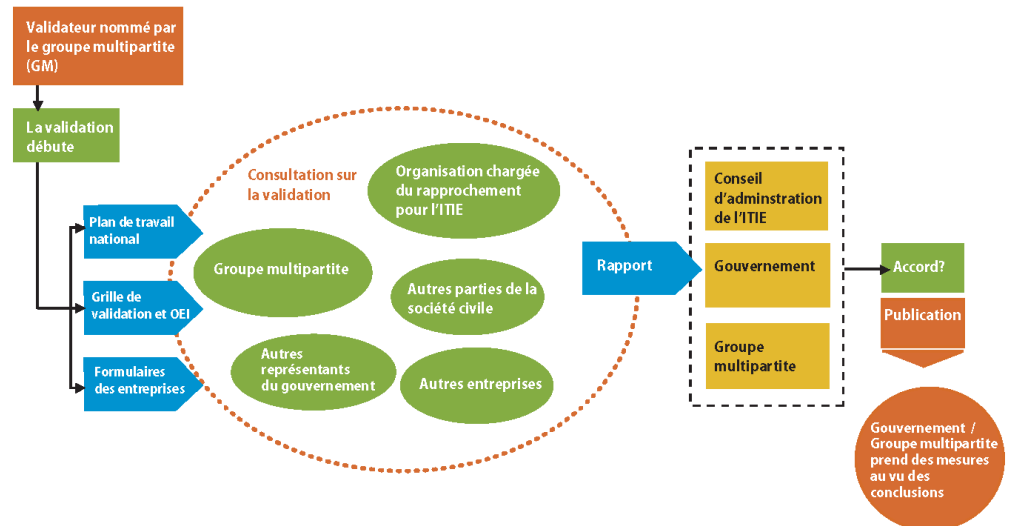 Validateur nommé par
le groupe multipartite
(GM)
La validation
débute
Plan de travail
national
Grille de
validation et OEI
Formulaires
des entreprises
Consultation sur
la validation
Organisation chargée
du rapprochement
pour l'ITIE
Groupe multipartite
Autres parties de la
société civile
Autres
représentants
du gouvernement
Autres entreprises
Rapport
Conseil
d'adminstration
de l'ITIE
Gouvernement
Groupe
multipartite
Accord?
Publication
Gouvernement /
Groupe multipartite
prend des mesures
au vu des
conclusions